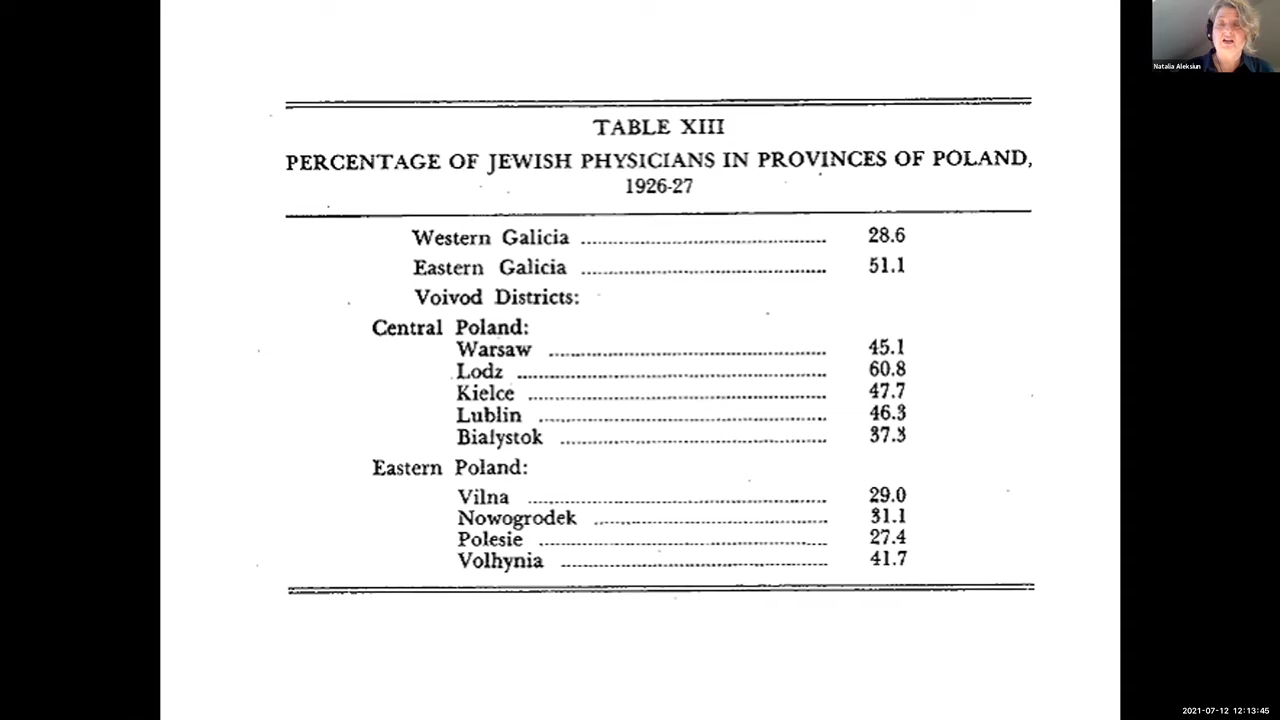 Natalia Aleksiun
TABLE XIII
PERCENTAGE OF JEWISH PHYSICIANS IN PROVINCES OF POLAND,
1926-27
Western Galicia ........................................ 28.6
Eastern Galicia ........................................ 51.1
Voivod Districts:
Central Poland:
Warsaw ........................................ 45.1
Lodz ........................................ 60.8
Kielce ........................................ 47.7
Lublin ........................................ 46.3
Bialystok ........................................ 37.3
Eastern Poland:
Vilna ........................................ 29.0
Nowogrodek ........................................ 31.1
Polesie ........................................ 27.4
Volhynia ........................................ 41.7
2021-07-12 12:13:45